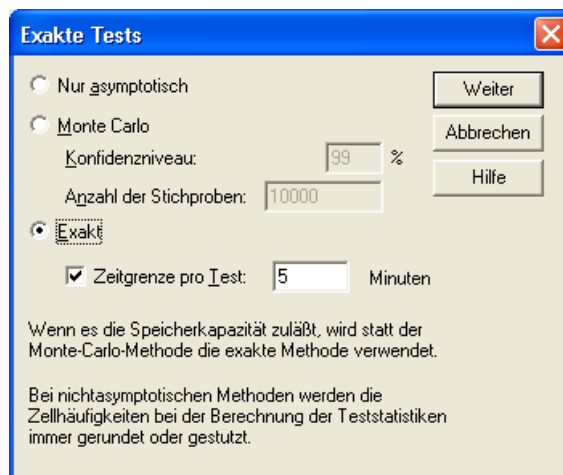 Exakte Tests
Nur asymptotisch
Weiter
Monte Carlo
Abbrechen
Konfidenzniveau: 99 %
Hilfe
Anzahl der Stichproben: 10000
Exakt
Zeitgrenze pro Test: 5 Minuten
Wenn es die Speicherkapazität zuläßt, wird statt der
Monte-Carlo-Methode die exakte Methode verwendet.
Bei nichtasymptotischen Methoden werden die
Zellhäufigkeiten bei der Berechnung der Teststatistiken
immer gerundet oder gestutzt.